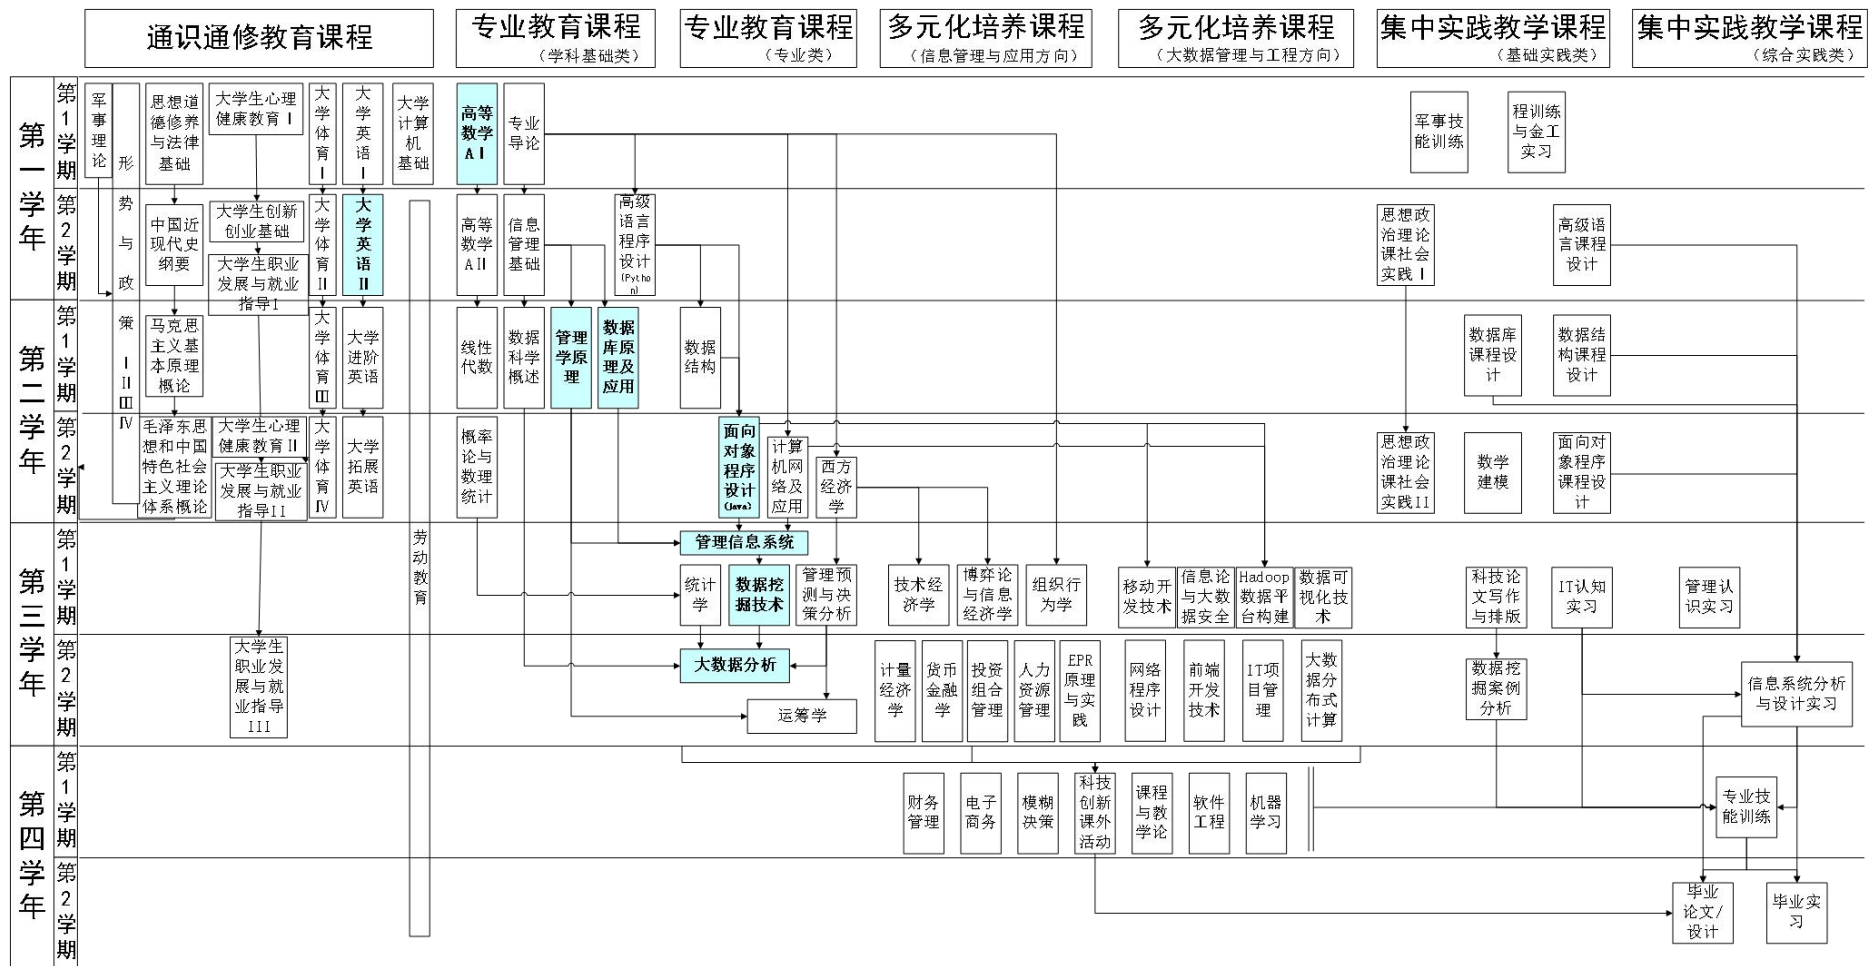 通识通修教育课程
专业教育课程
（学科基础类）
专业教育课程
（专业类）
多元化培养课程
（信息管理与应用方向）
多元化培养课程
（大数据管理与工程方向）
集中实践教学课程
（基础实践类）
集中实践教学课程
（综合实践类）
第一学年
第1学期
军事理论
形势与政策 I II III IV
思想道
德修养
与法律
基础
大学生心理
健康教育 I
大学体育 I
大学英语 I
大学
计算
机
基础
高等
数学
A I
专业
导论
军事技
能训练
程训练
与金工
实习
第2学期
中国近
现代史
纲要
大学生创新
创业基础
大学生职业
发展与就业
指导I
大学体育 II
大学英语 II
高等
数学
A II
信息
管理
基础
高级
语言
程序
设计
(Pytho
n)
思想政
治理论
课社会
实践 I
高级语
言课程
设计
第二学年
第1学期
马克思
主义基
本原理
概论
大学体育 III
大学
进阶
英语
线性
代数
数据
科学
概述
管理
学原
理
数据
库原
理及
应用
数据
结构
数据库
课程设
计
数据结
构课程
设计
第2学期
毛泽东思
想和中国
特色社会
主义理论
体系概论
大学生心理
健康教育 II
大学生职业
发展与就业
指导II
大学体育 IV
大学
拓展
英语
概率
论与
数理
统计
面向
对象
程序
设计
(java)
计算
机网
络及
应用
西方
经济
学
思想政
治理论
课社会
实践II
数学
建模
面向对
象程序
课程设
计
劳动教育
第三学年
第1学期
管理信息系统
统计
学
数据挖
掘技术
管理预
测与决
策分析
技术经
济学
博弈论
与信息
经济学
组织行
为学
移动开
发技术
信息论
与大数
据安全
Hadoop
数据平
台构建
数据可
视化技
术
科技论
文写作
与排版
IT认知
实习
管理认
识实习
第2学期
大学生
职业发
展与就
业指导
III
大数据分析
运筹学
计量
经济
学
货币
金融
学
投资
组合
管理
人力
资源
管理
EPR
原理
与实
践
网络
程序
设计
前端
开发
技术
IT项
目管
理
大数
据分
布式
计算
数据挖
掘案例
分析
信息系统分析
与设计实习
第四学年
第1学期
财务
管理
电子
商务
模糊
决策
科技
创新
课外
活动
课程
与教
学论
软件
工程
机器
学习
专业技
能训练
第2学期
毕业
论文/
设计
毕业实
习